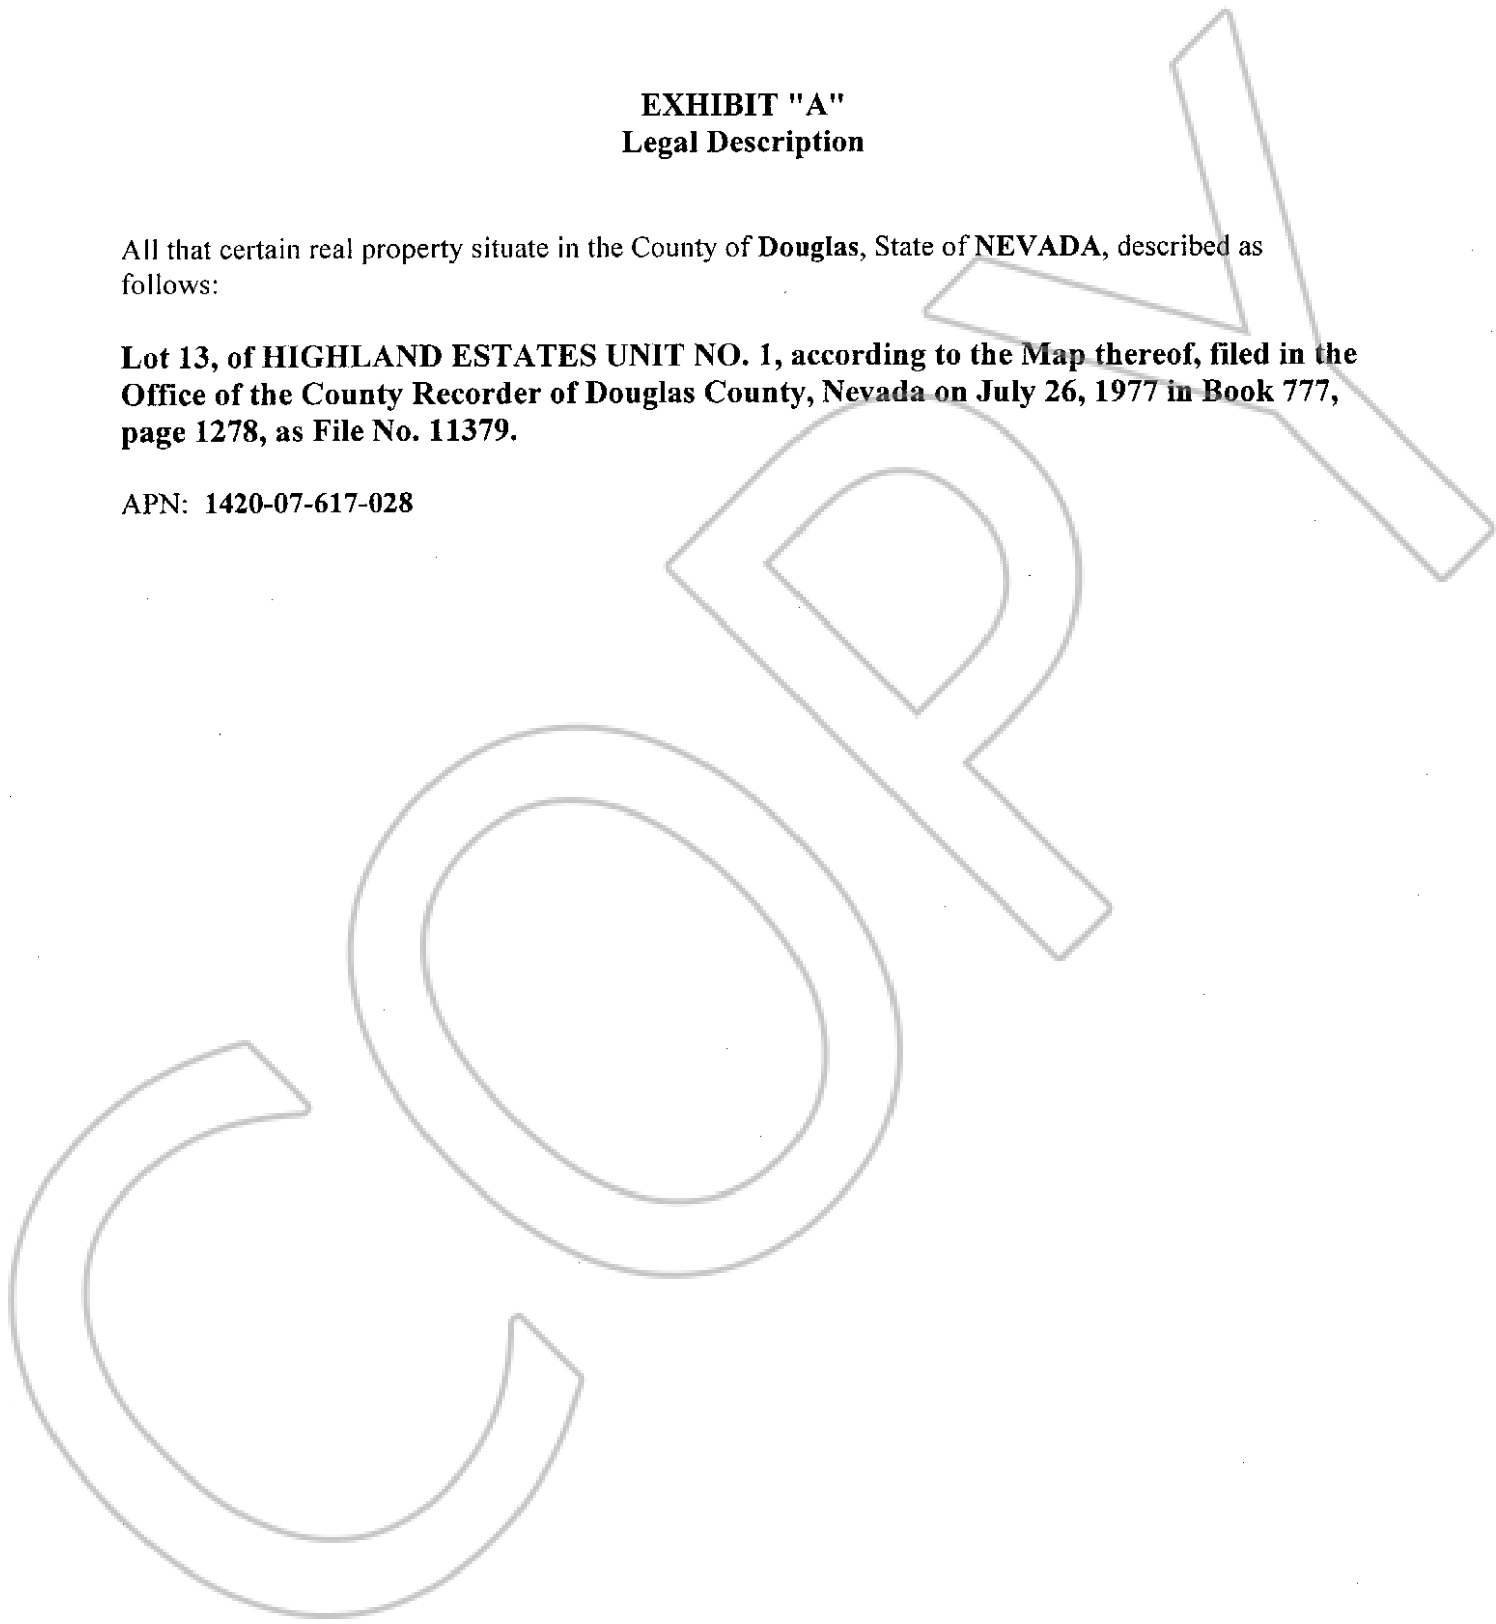 EXHIBIT "A"
Legal Description
All that certain real property situate in the County of Douglas, State of NEVADA, described as
follows:
Lot 13, of HIGHLAND ESTATES UNIT NO. 1, according to the Map thereof, filed in the
Office of the County Recorder of Douglas County, Nevada on July 26, 1977 in Book 777,
page 1278, as File No. 11379.
APN: 1420-07-617-028
COPY